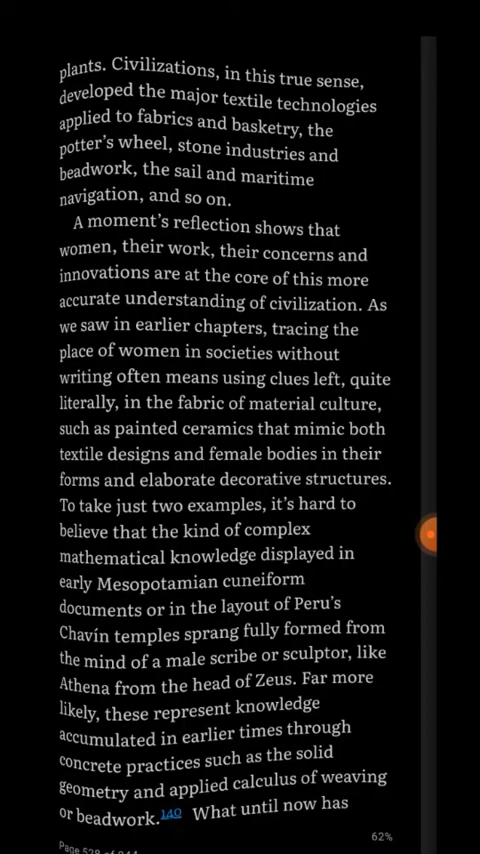 plants. Civilizations, in this true sense,
developed the major textile technologies
applied to fabrics and basketry, the
potter's wheel, stone industries and
beadwork, the sail and maritime
navigation, and so on.
A moment's reflection shows that
women, their work, their concerns and
innovations are at the core of this more
accurate understanding of civilization. As
we saw in earlier chapters, tracing the
place of women in societies without
writing often means using clues left, quite
literally, in the fabric of material culture,
such as painted ceramics that mimic both
textile designs and female bodies in their
forms and elaborate decorative structures.
To take just two examples, it's hard to
believe that the kind of complex
mathematical knowledge displayed in
early Mesopotamian cuneiform
documents or in the layout of Peru's
Chavín temples sprang fully formed from
the mind of a male scribe or sculptor, like
Athena from the head of Zeus. Far more
likely, these represent knowledge
accumulated in earlier times through
concrete practices such as the solid
geometry and applied calculus of weaving
or beadwork.140 What until now has
62%
Page 528 of